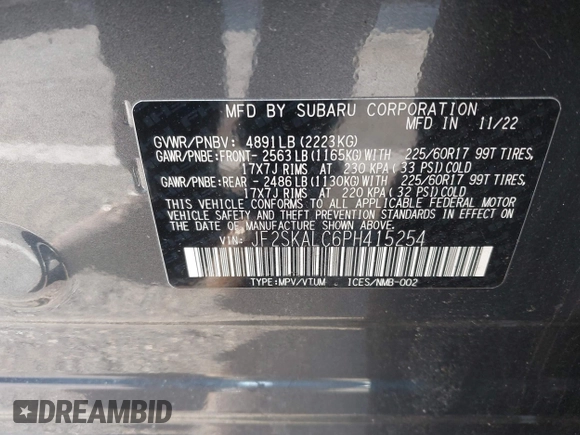 MFD BY SUBARU CORPORATION MFD IN 11/22
GVWR/PNBV: 4891LB(2223KG)
GAWR/PNBE:FRONT- 2563LB(1165KG)WITH 225/60R17 99T TIRES,
17X7J RIMS AT 230 KPA(33 PSI)COLD
GAWR/PNBE:REAR - 2486LB(1130KG)WITH 225/60R17 99T TIRES,
17X7J RIMS AT 220 KPA(32 PSI)COLD
THIS VEHICLE CONFORMS TO ALL APPLICABLE FEDERAL MOTOR
VEHICLE SAFETY AND THEFT PREVENTION STANDARDS IN EFFECT
ON THE DATE OF MANUFACTURE SHOWN ABOVE.
VIN: JF2SKALC6PH415254
TYPE:MPV/VTUM ICES/NMB-002
DREAMBID